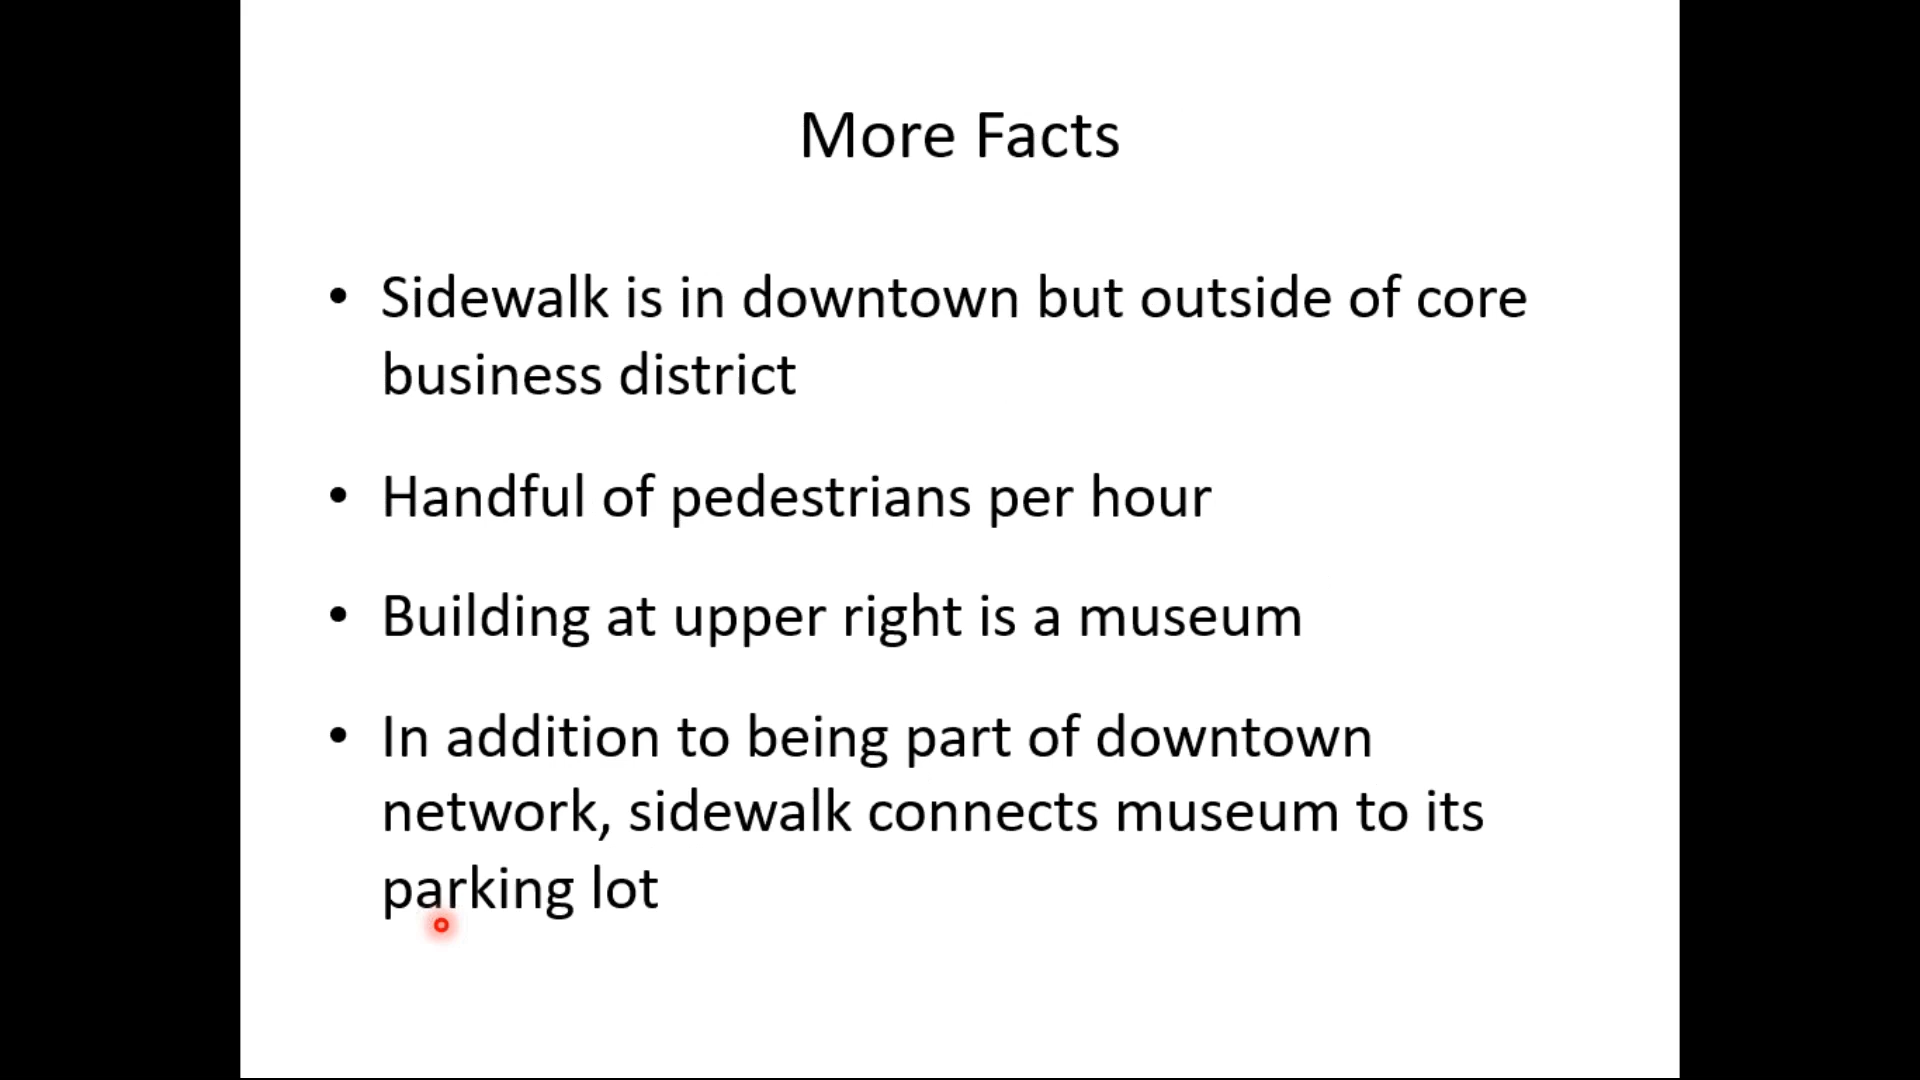 More Facts
• Sidewalk is in downtown but outside of core
business district
• Handful of pedestrians per hour
• Building at upper right is a museum
• In addition to being part of downtown
network, sidewalk connects museum to its
parking lot